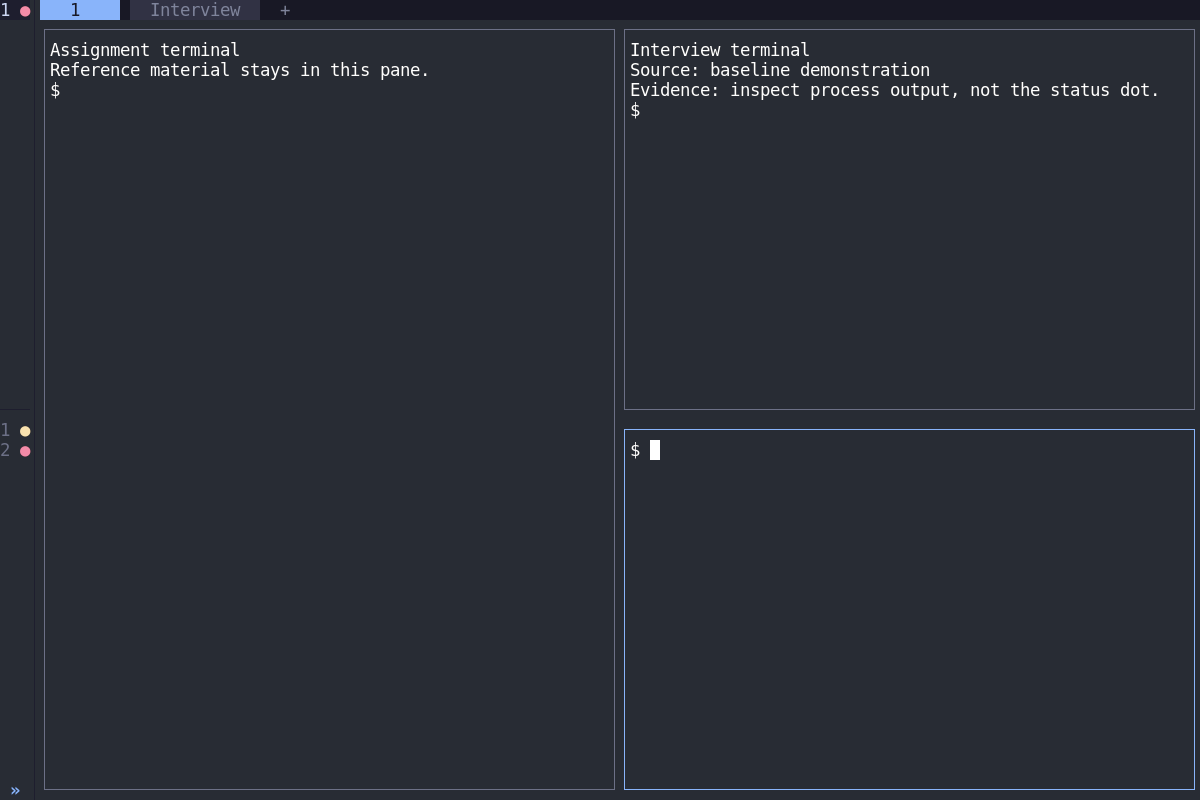 1 ● 1 Interview +
Assignment terminal
Reference material stays in this pane.
$
Interview terminal
Source: baseline demonstration
Evidence: inspect process output, not the status dot.
$
1 ●
2 ●
$
»